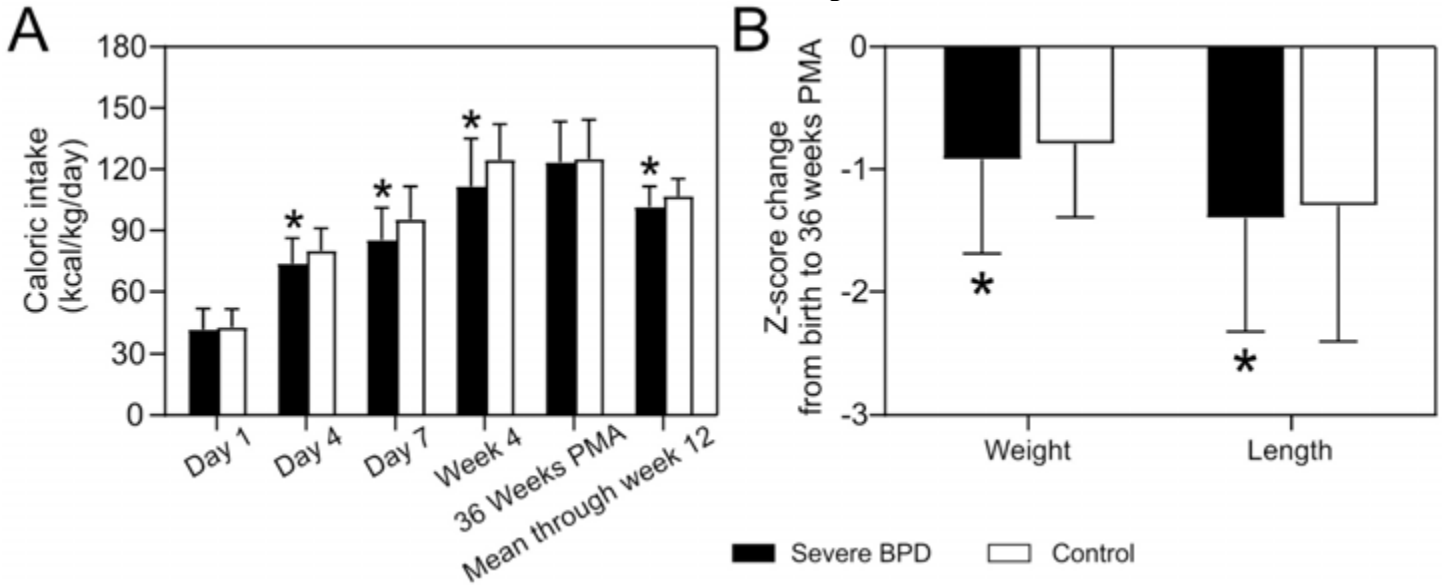 A
180
150
120
90
60
30
0
Caloric intake
(kcal/kg/day)
*
*
*
*
Day 1
Day 4
Day 7
Week 4
36 Weeks PMA
Mean through week 12
B
0
-1
-2
-3
Z-score change
from birth to 36 weeks PMA
*
*
Weight
Length
Severe BPD
Control